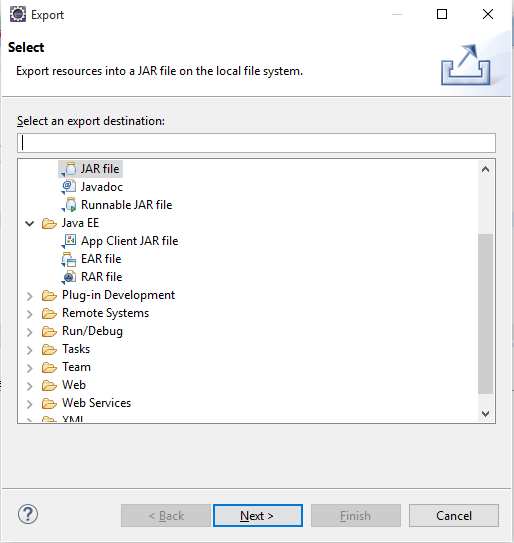 Export
Select
Export resources into a JAR file on the local file system.
Select an export destination:
JAR file
Javadoc
Runnable JAR file
Java EE
App Client JAR file
EAR file
RAR file
Plug-in Development
Remote Systems
Run/Debug
Tasks
Team
Web
Web Services
XML
?
< Back
Next >
Finish
Cancel